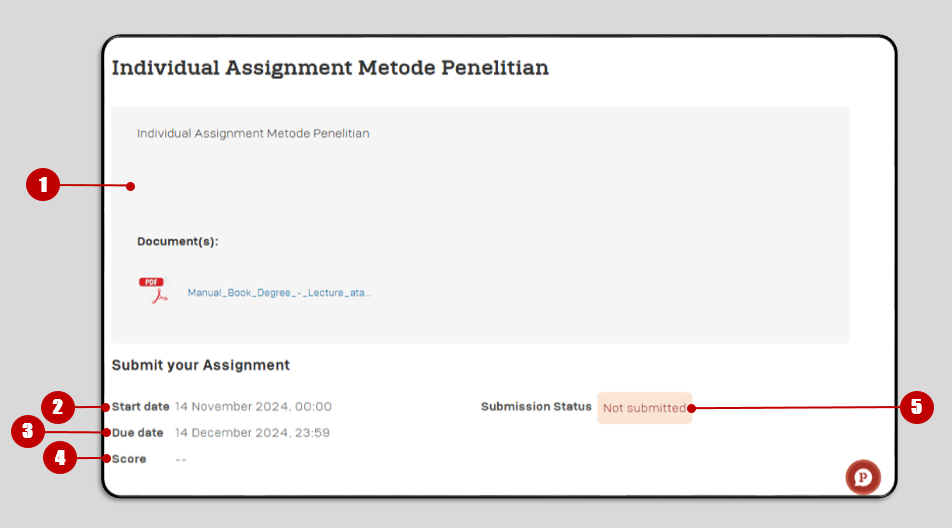 Individual Assignment Metode Penelitian
Individual Assignment Metode Penelitian
1
Document(s):
PDF
Manual_Book_Degree_-_Lecture_ata...
Submit your Assignment
2 Start date 14 November 2024, 00:00 Submission Status Not submitted 5
3 Due date 14 December 2024, 23:59
4 Score --
P